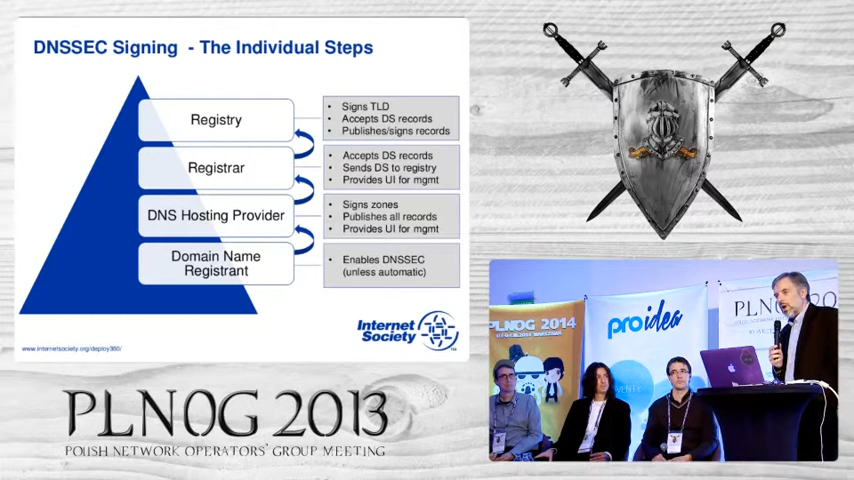 DNSSEC Signing - The Individual Steps
Registry
• Signs TLD
• Accepts DS records
• Publishes/signs records
Registrar
• Accepts DS records
• Sends DS to registry
• Provides UI for mgmt
DNS Hosting Provider
• Signs zones
• Publishes all records
• Provides UI for mgmt
Domain Name
Registrant
• Enables DNSSEC
(unless automatic)
www.internetsociety.org/deploy360/
Internet
Society
TM
PLNOG 2013
POLISH NETWORK OPERATORS' GROUP MEETING
PLNOG 2014
proidea
PLNOG 20